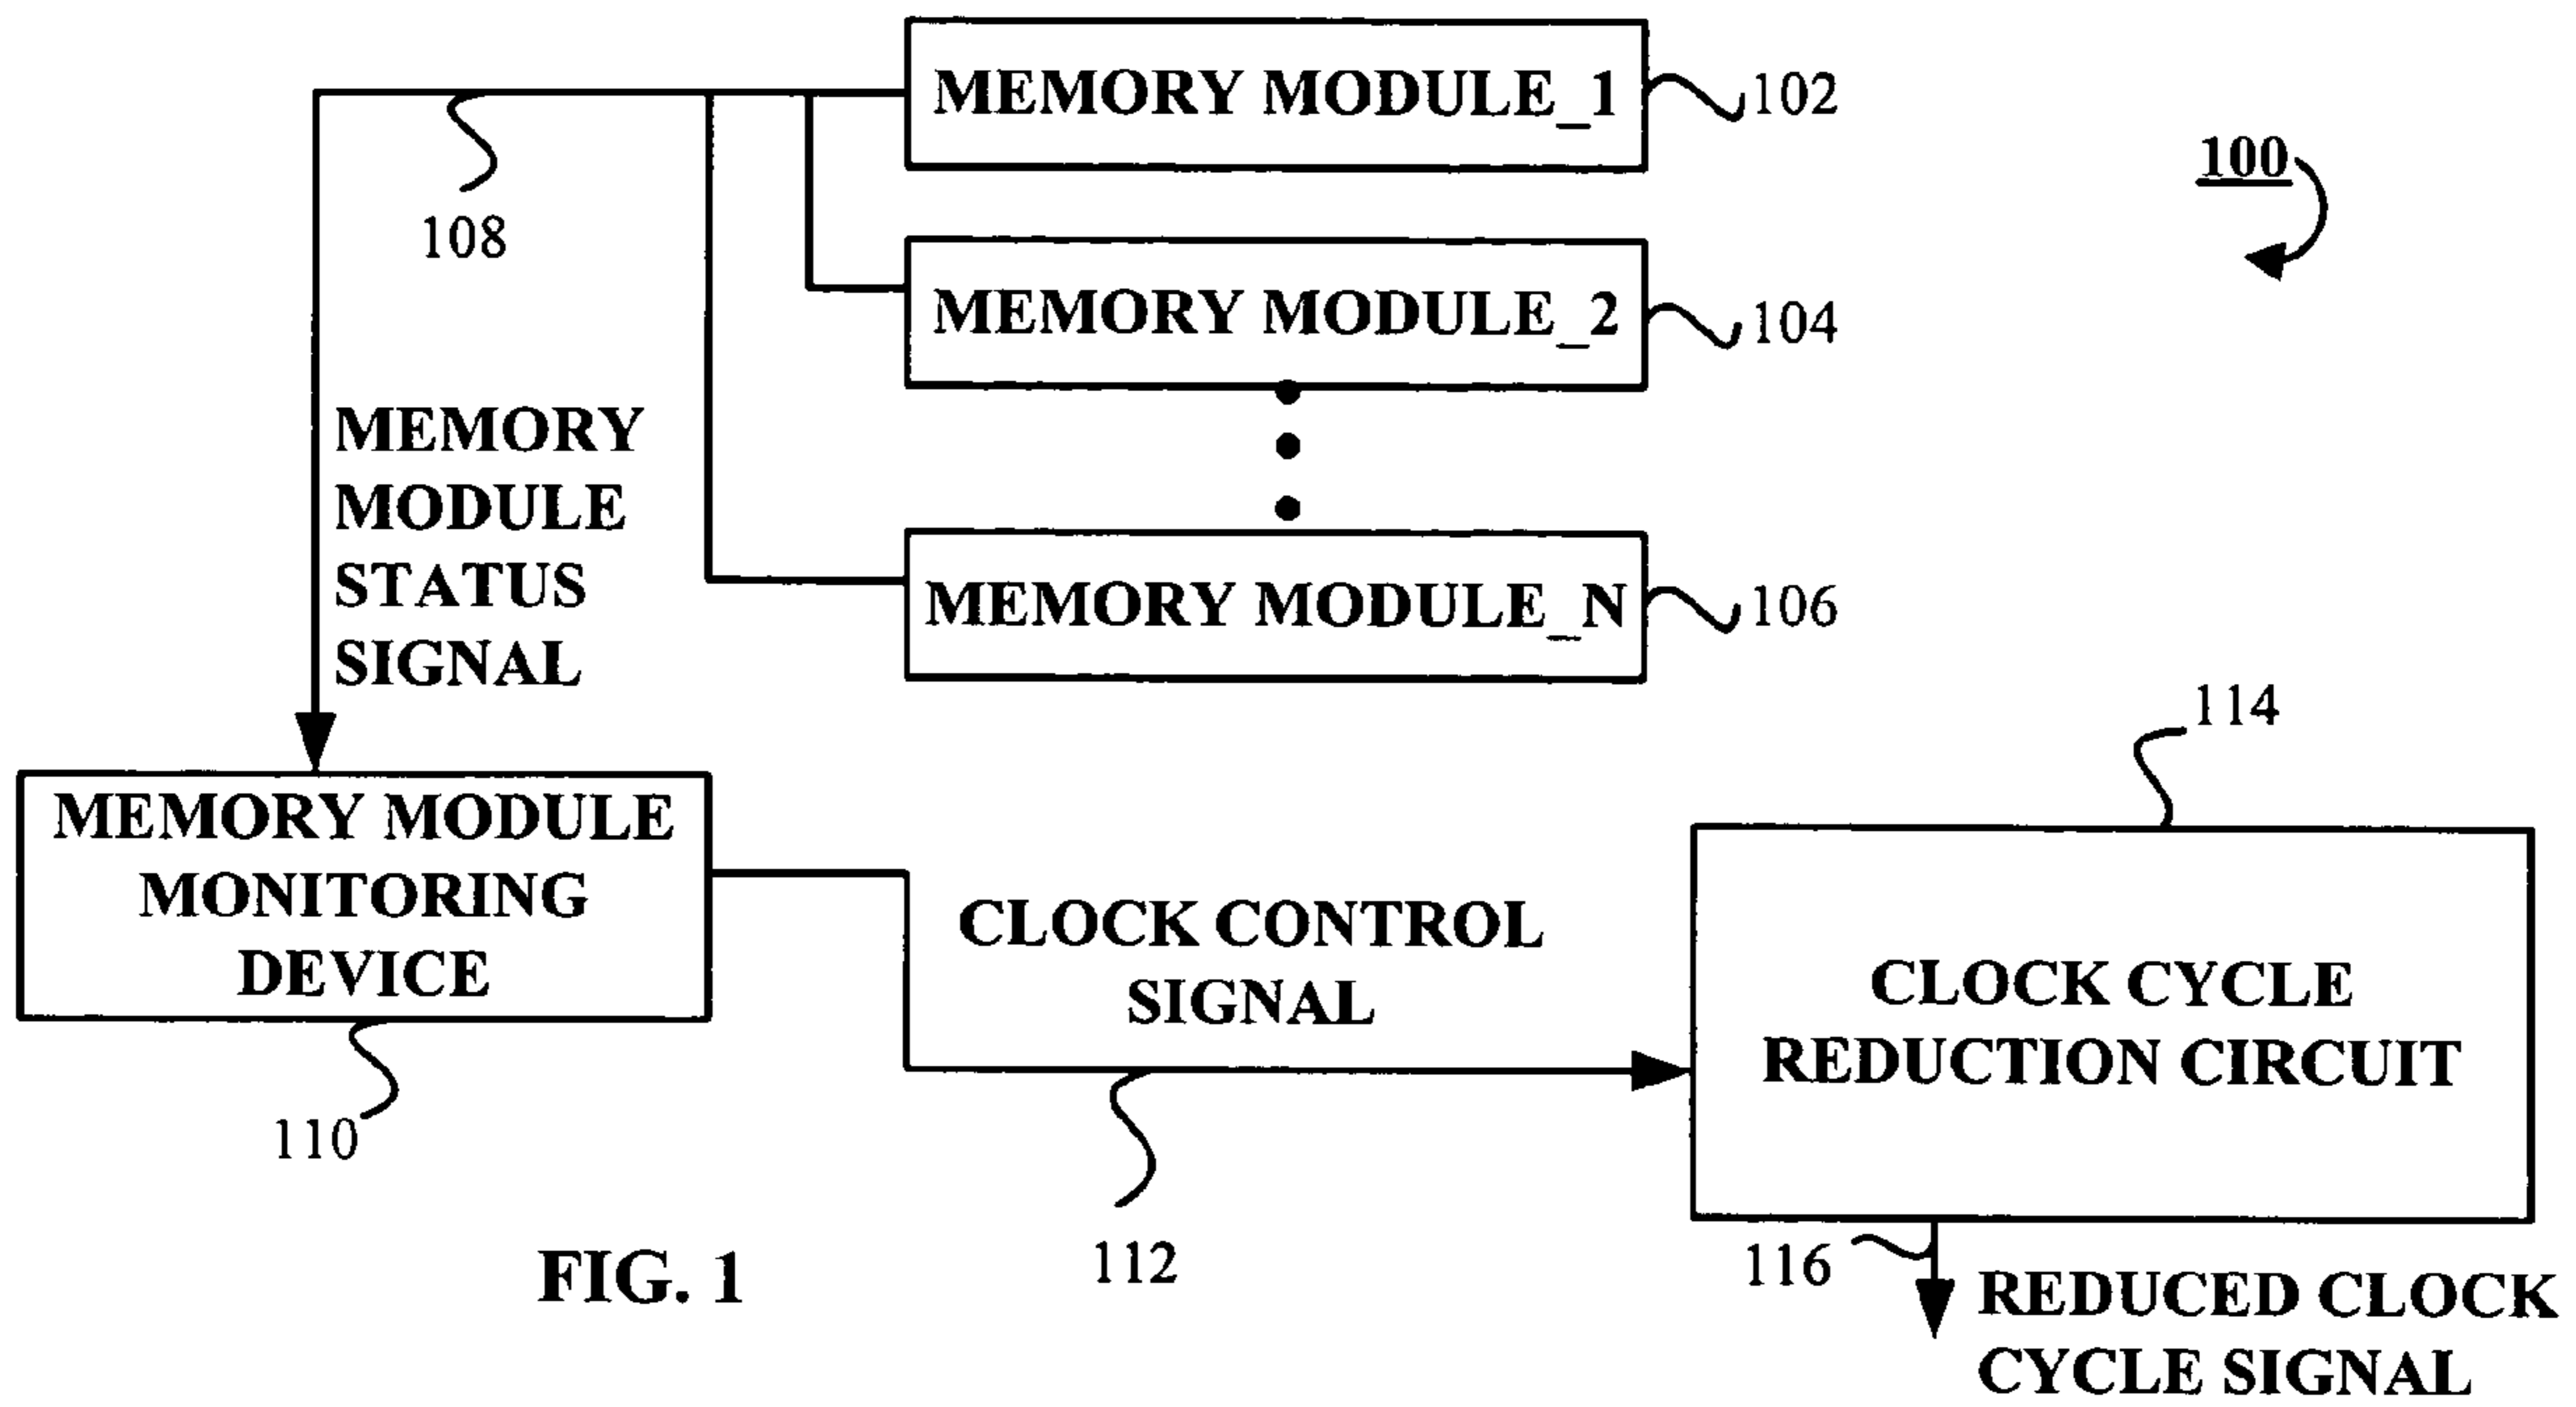 MEMORY MODULE_1
102
100
108
MEMORY MODULE_2
104
MEMORY
MODULE
STATUS
SIGNAL
MEMORY MODULE_N
106
114
MEMORY MODULE
MONITORING
DEVICE
110
CLOCK CONTROL
SIGNAL
112
CLOCK CYCLE
REDUCTION CIRCUIT
116
REDUCED CLOCK
CYCLE SIGNAL
FIG. 1